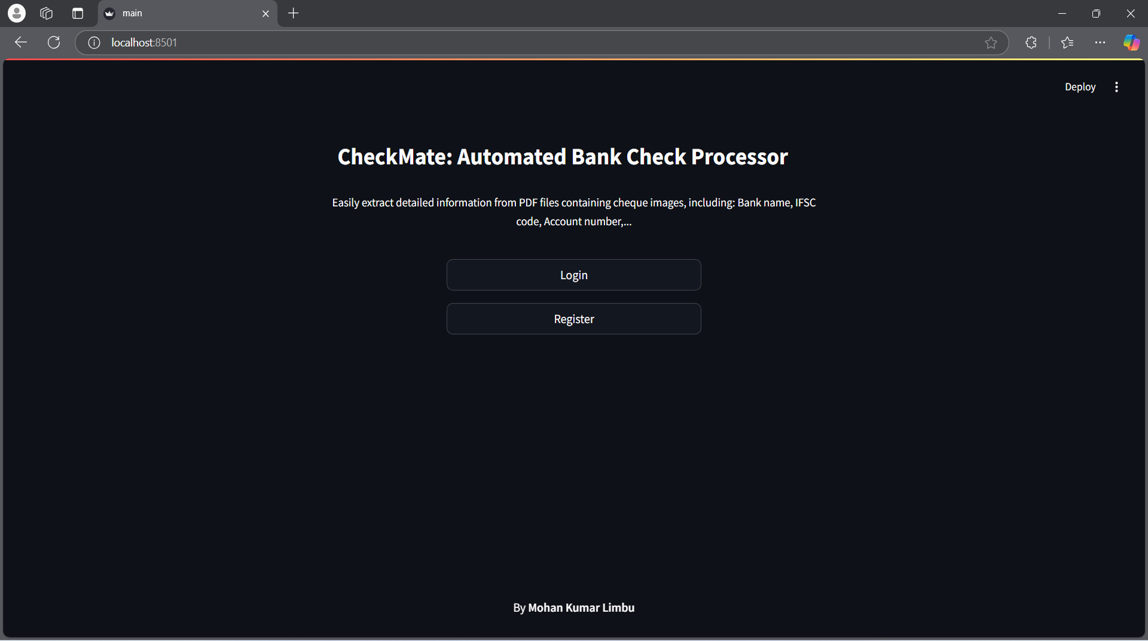 main
localhost:8501
Deploy
CheckMate: Automated Bank Check Processor
Easily extract detailed information from PDF files containing cheque images, including: Bank name, IFSC
code, Account number,...
Login
Register
By Mohan Kumar Limbu